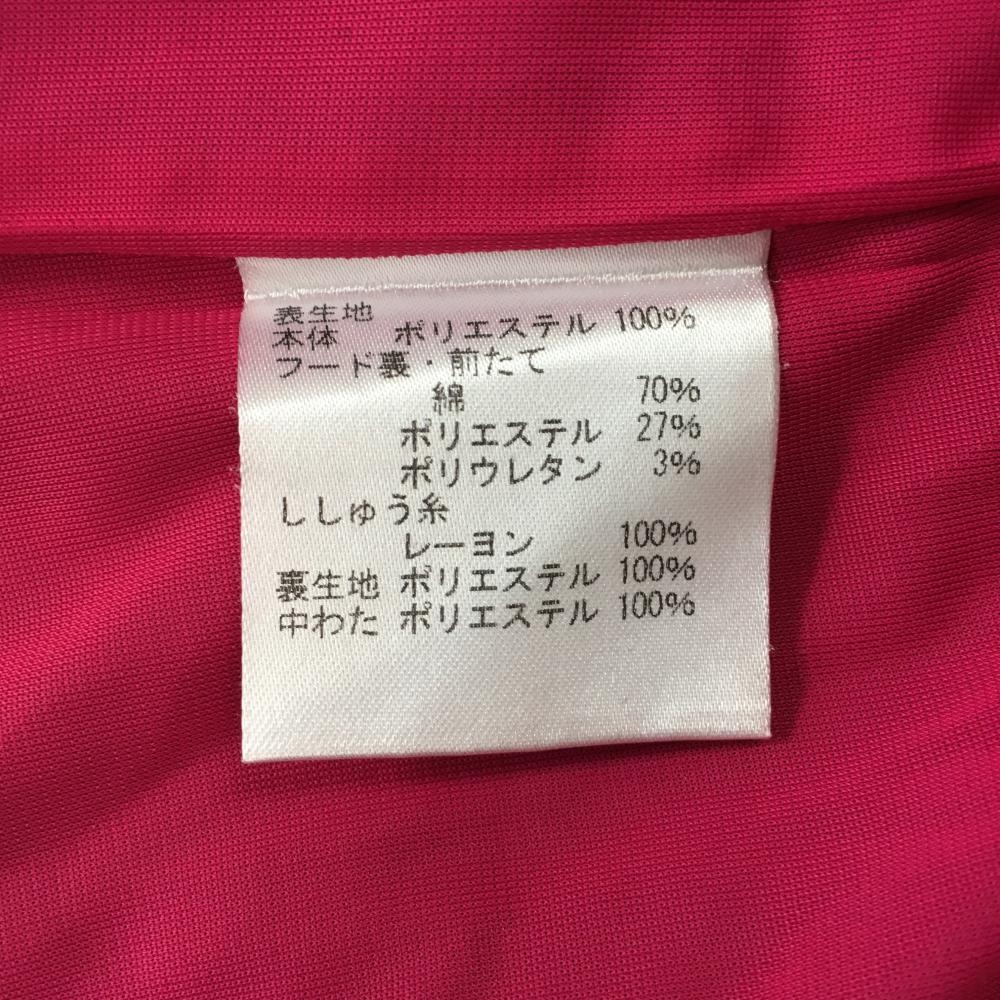 表生地
本体 ポリエステル 100%
フード裏・前たて
綿 70%
ポリエステル 27%
ポリウレタン 3%
ししゅう糸
レーヨン 100%
裏生地 ポリエステル 100%
中わた ポリエステル 100%